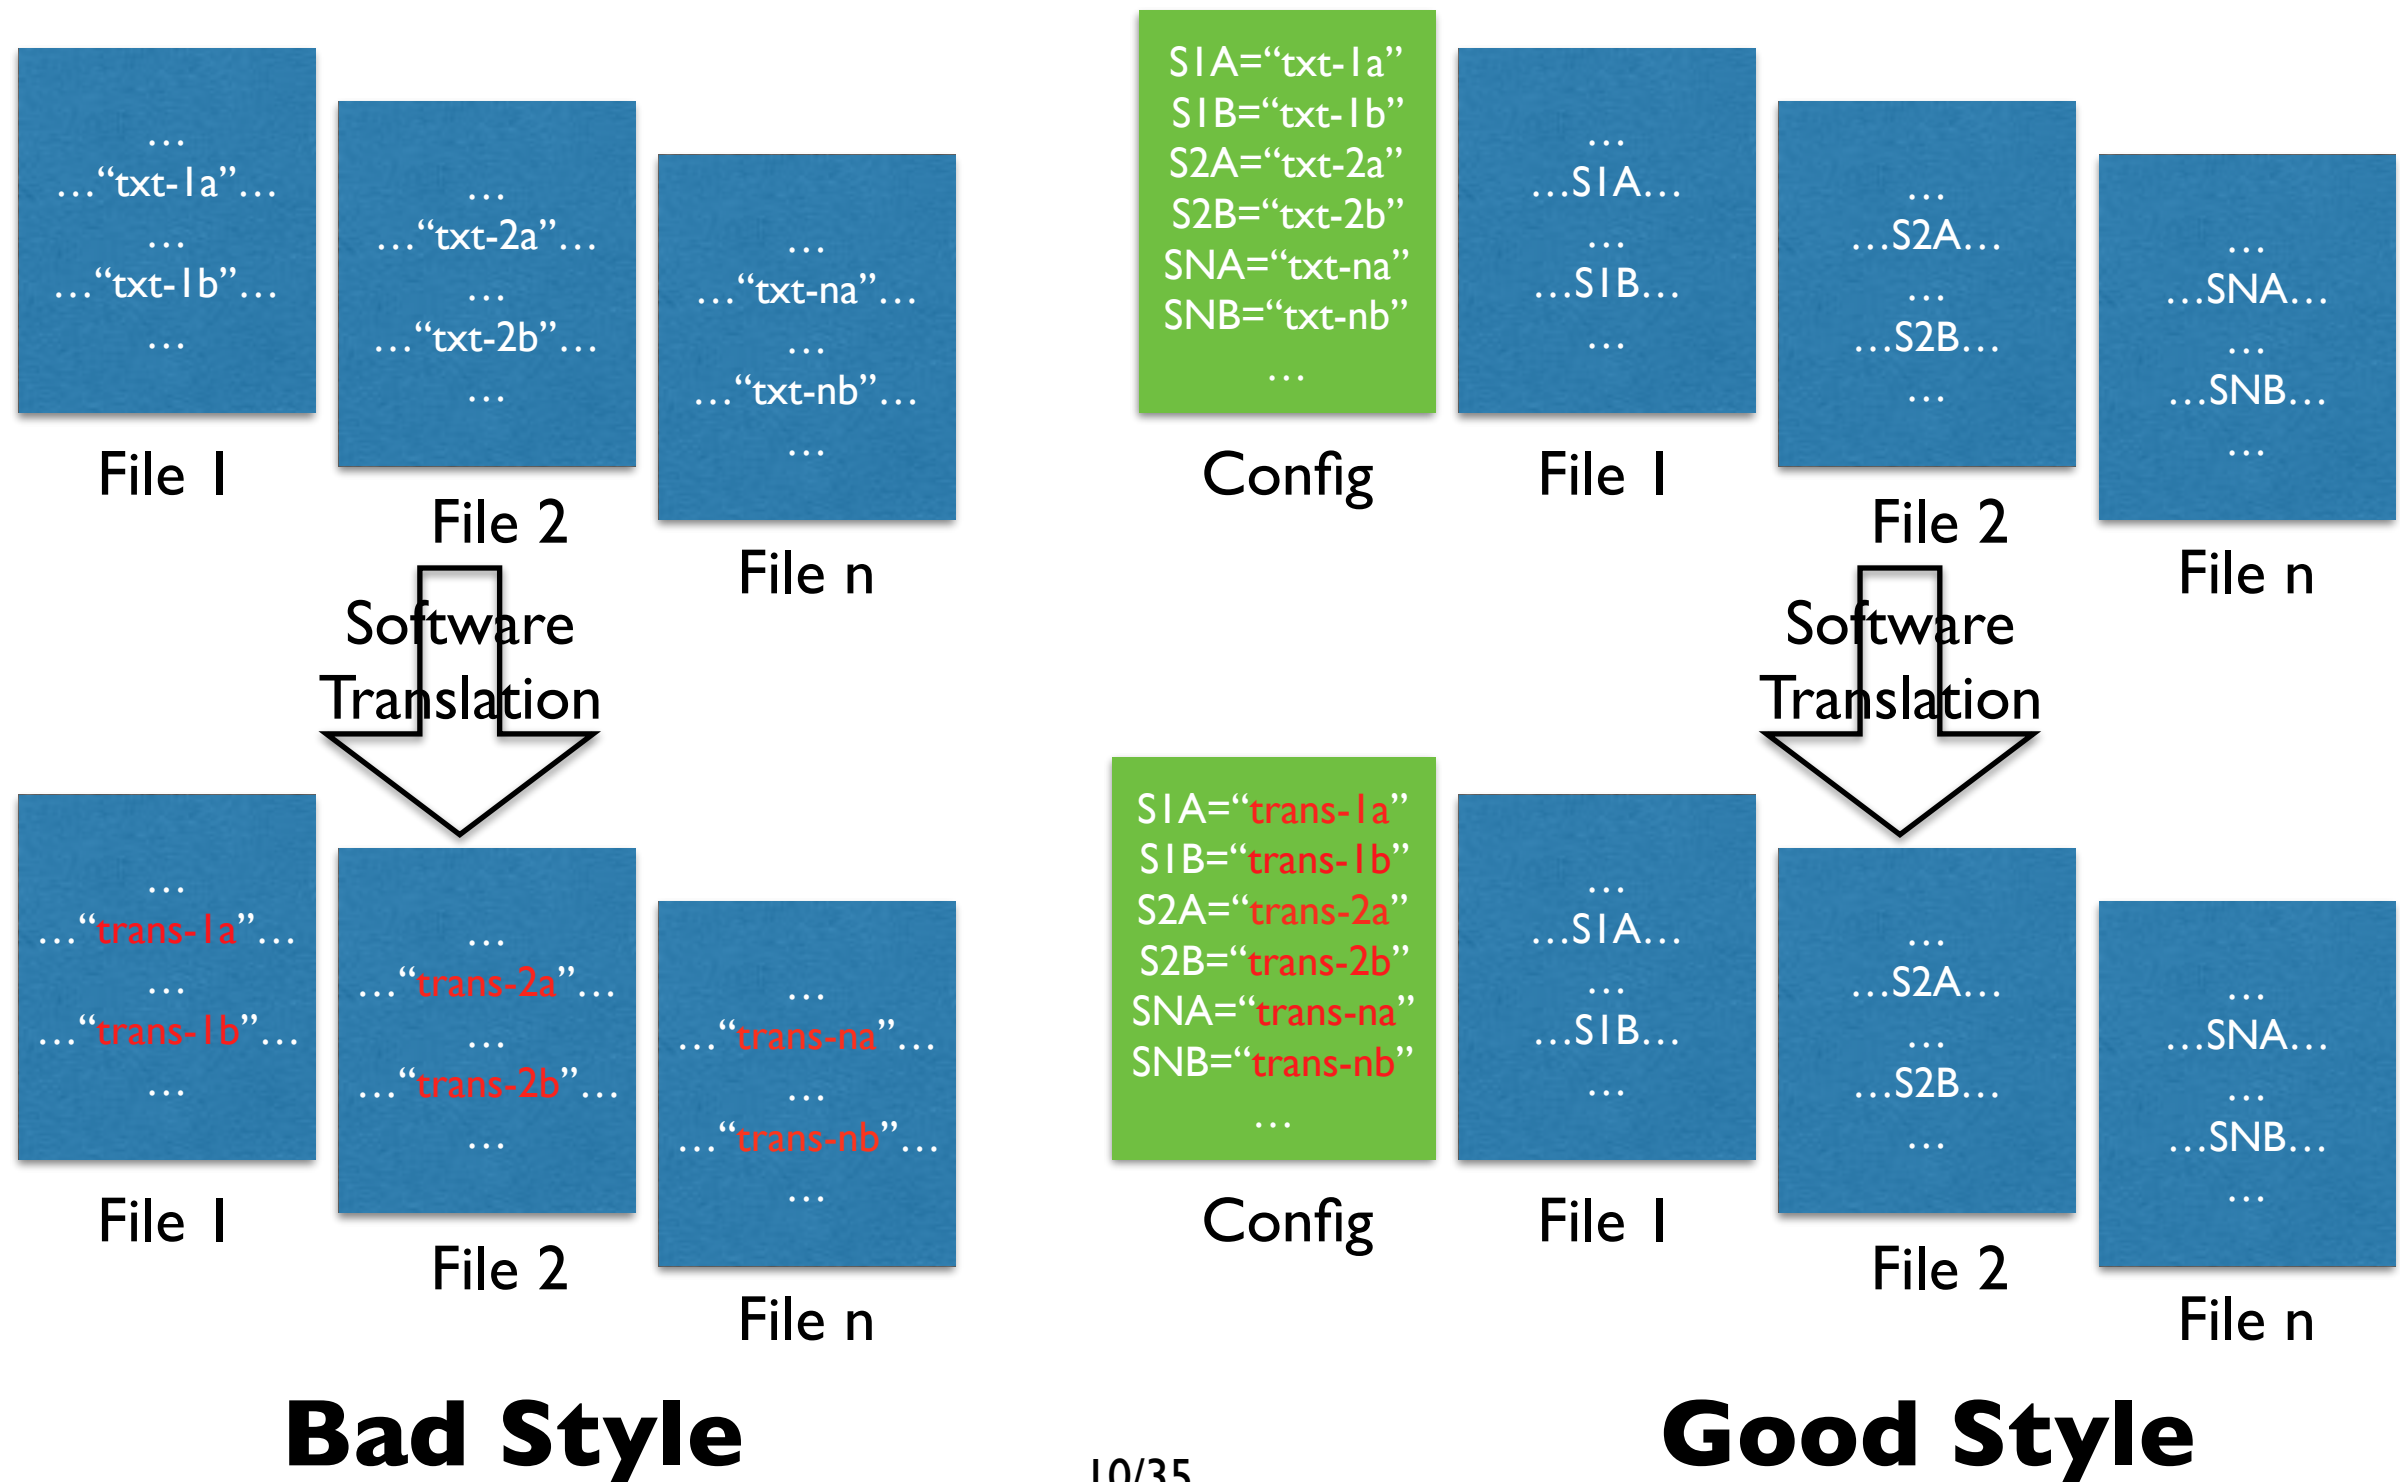 …
…“txt-1a”…
…
…“txt-1b”…
…
File 1
…
…“txt-2a”…
…
…“txt-2b”…
…
File 2
…
…“txt-na”…
…
…“txt-nb”…
…
File n
Software
Translation
…
…“trans-1a”…
…
…“trans-1b”…
…
File 1
…
…“trans-2a”…
…
…“trans-2b”…
…
File 2
…
…“trans-na”…
…
…“trans-nb”…
…
File n
Bad Style
S1A=“txt-1a”
S1B=“txt-1b”
S2A=“txt-2a”
S2B=“txt-2b”
SNA=“txt-na”
SNB=“txt-nb”
…
Config
…
…S1A…
…
…S1B…
…
File 1
…
…S2A…
…
…S2B…
…
File 2
…
…SNA…
…
…SNB…
…
File n
Software
Translation
S1A=“trans-1a”
S1B=“trans-1b”
S2A=“trans-2a”
S2B=“trans-2b”
SNA=“trans-na”
SNB=“trans-nb”
…
Config
…
…S1A…
…
…S1B…
…
File 1
…
…S2A…
…
…S2B…
…
File 2
…
…SNA…
…
…SNB…
…
File n
Good Style
10/35